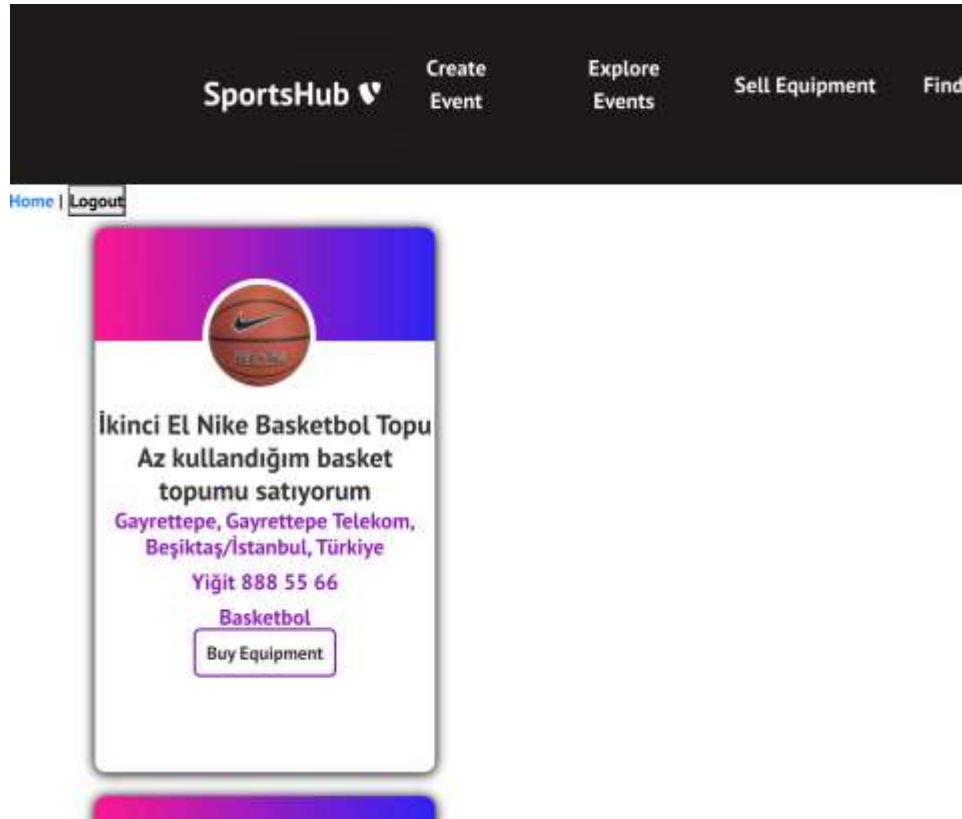 SportsHub
Create
Event
Explore
Events
Sell Equipment
Find
Home | Logout
İkinci El Nike Basketbol Topu
Az kullandığım basket
topumu satıyorum
Gayrettepe, Gayrettepe Telekom,
Beşiktaş/İstanbul, Türkiye
Yiğit 888 55 66
Basketbol
Buy Equipment